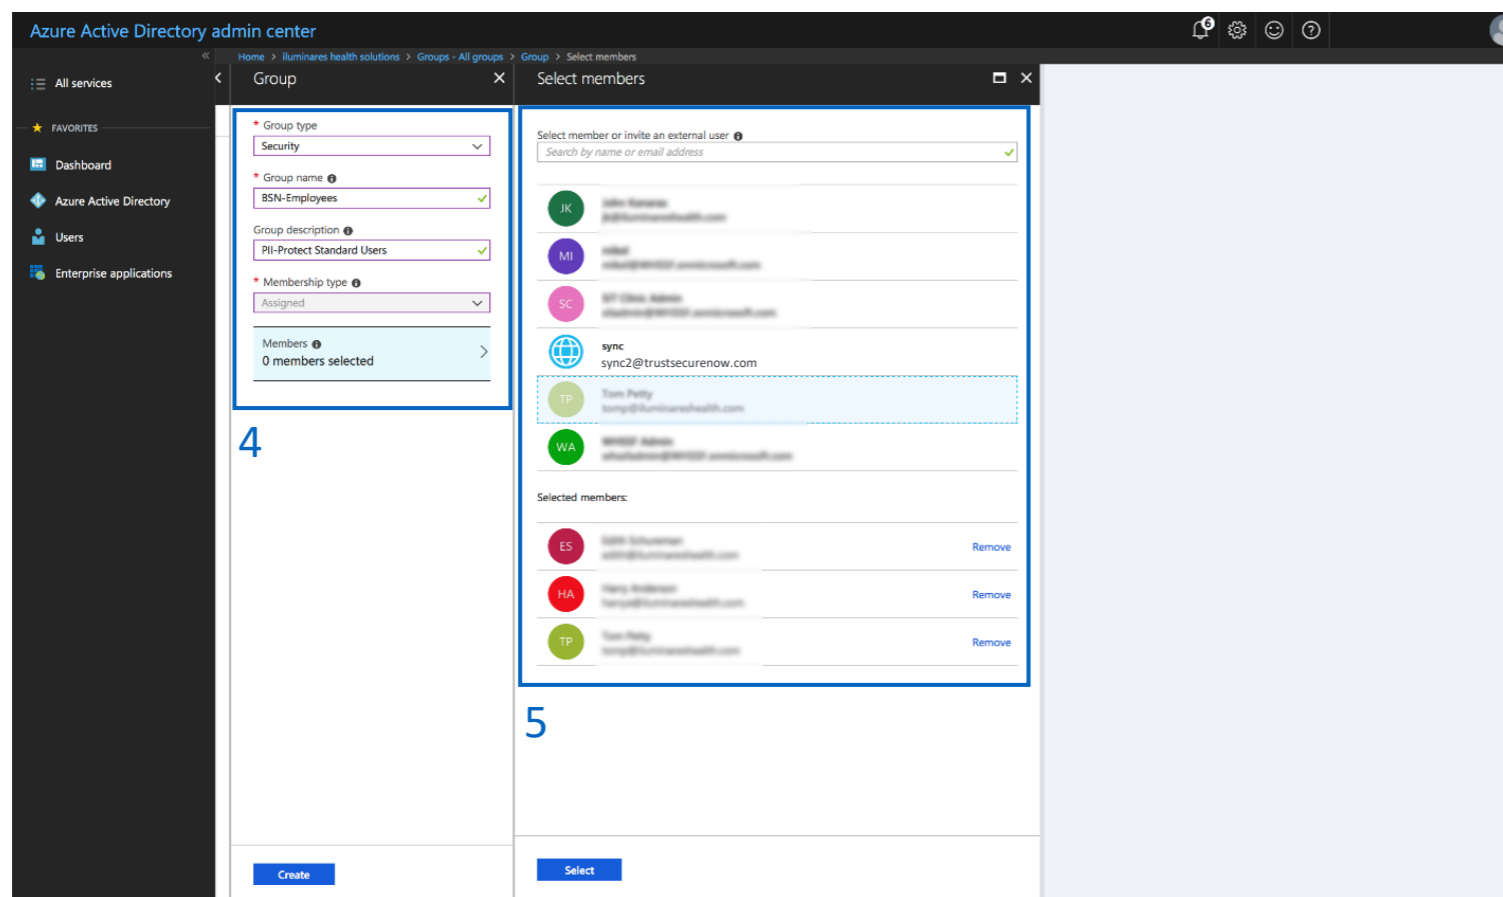 Azure Active Directory admin center
6
Home > iluminares health solutions > Groups - All groups > Group > Select members
All services
FAVORITES
Dashboard
Azure Active Directory
Users
Enterprise applications
Group
* Group type
Security
* Group name
BSN-Employees
Group description
PII-Protect Standard Users
* Membership type
Assigned
Members
0 members selected
4
Create
Select members
Select member or invite an external user
Search by name or email address
JK
MI
SC
sync
sync2@trustsecurenow.com
TP
WA
Selected members:
ES
Remove
HA
Remove
TP
Remove
5
Select